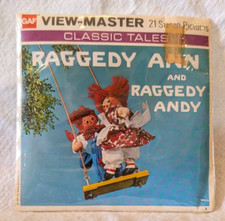 GAF VIEW-MASTER 21 Stereo Pictures
CLASSIC TALES
RAGGEDY ANN
AND
RAGGEDY
ANDY